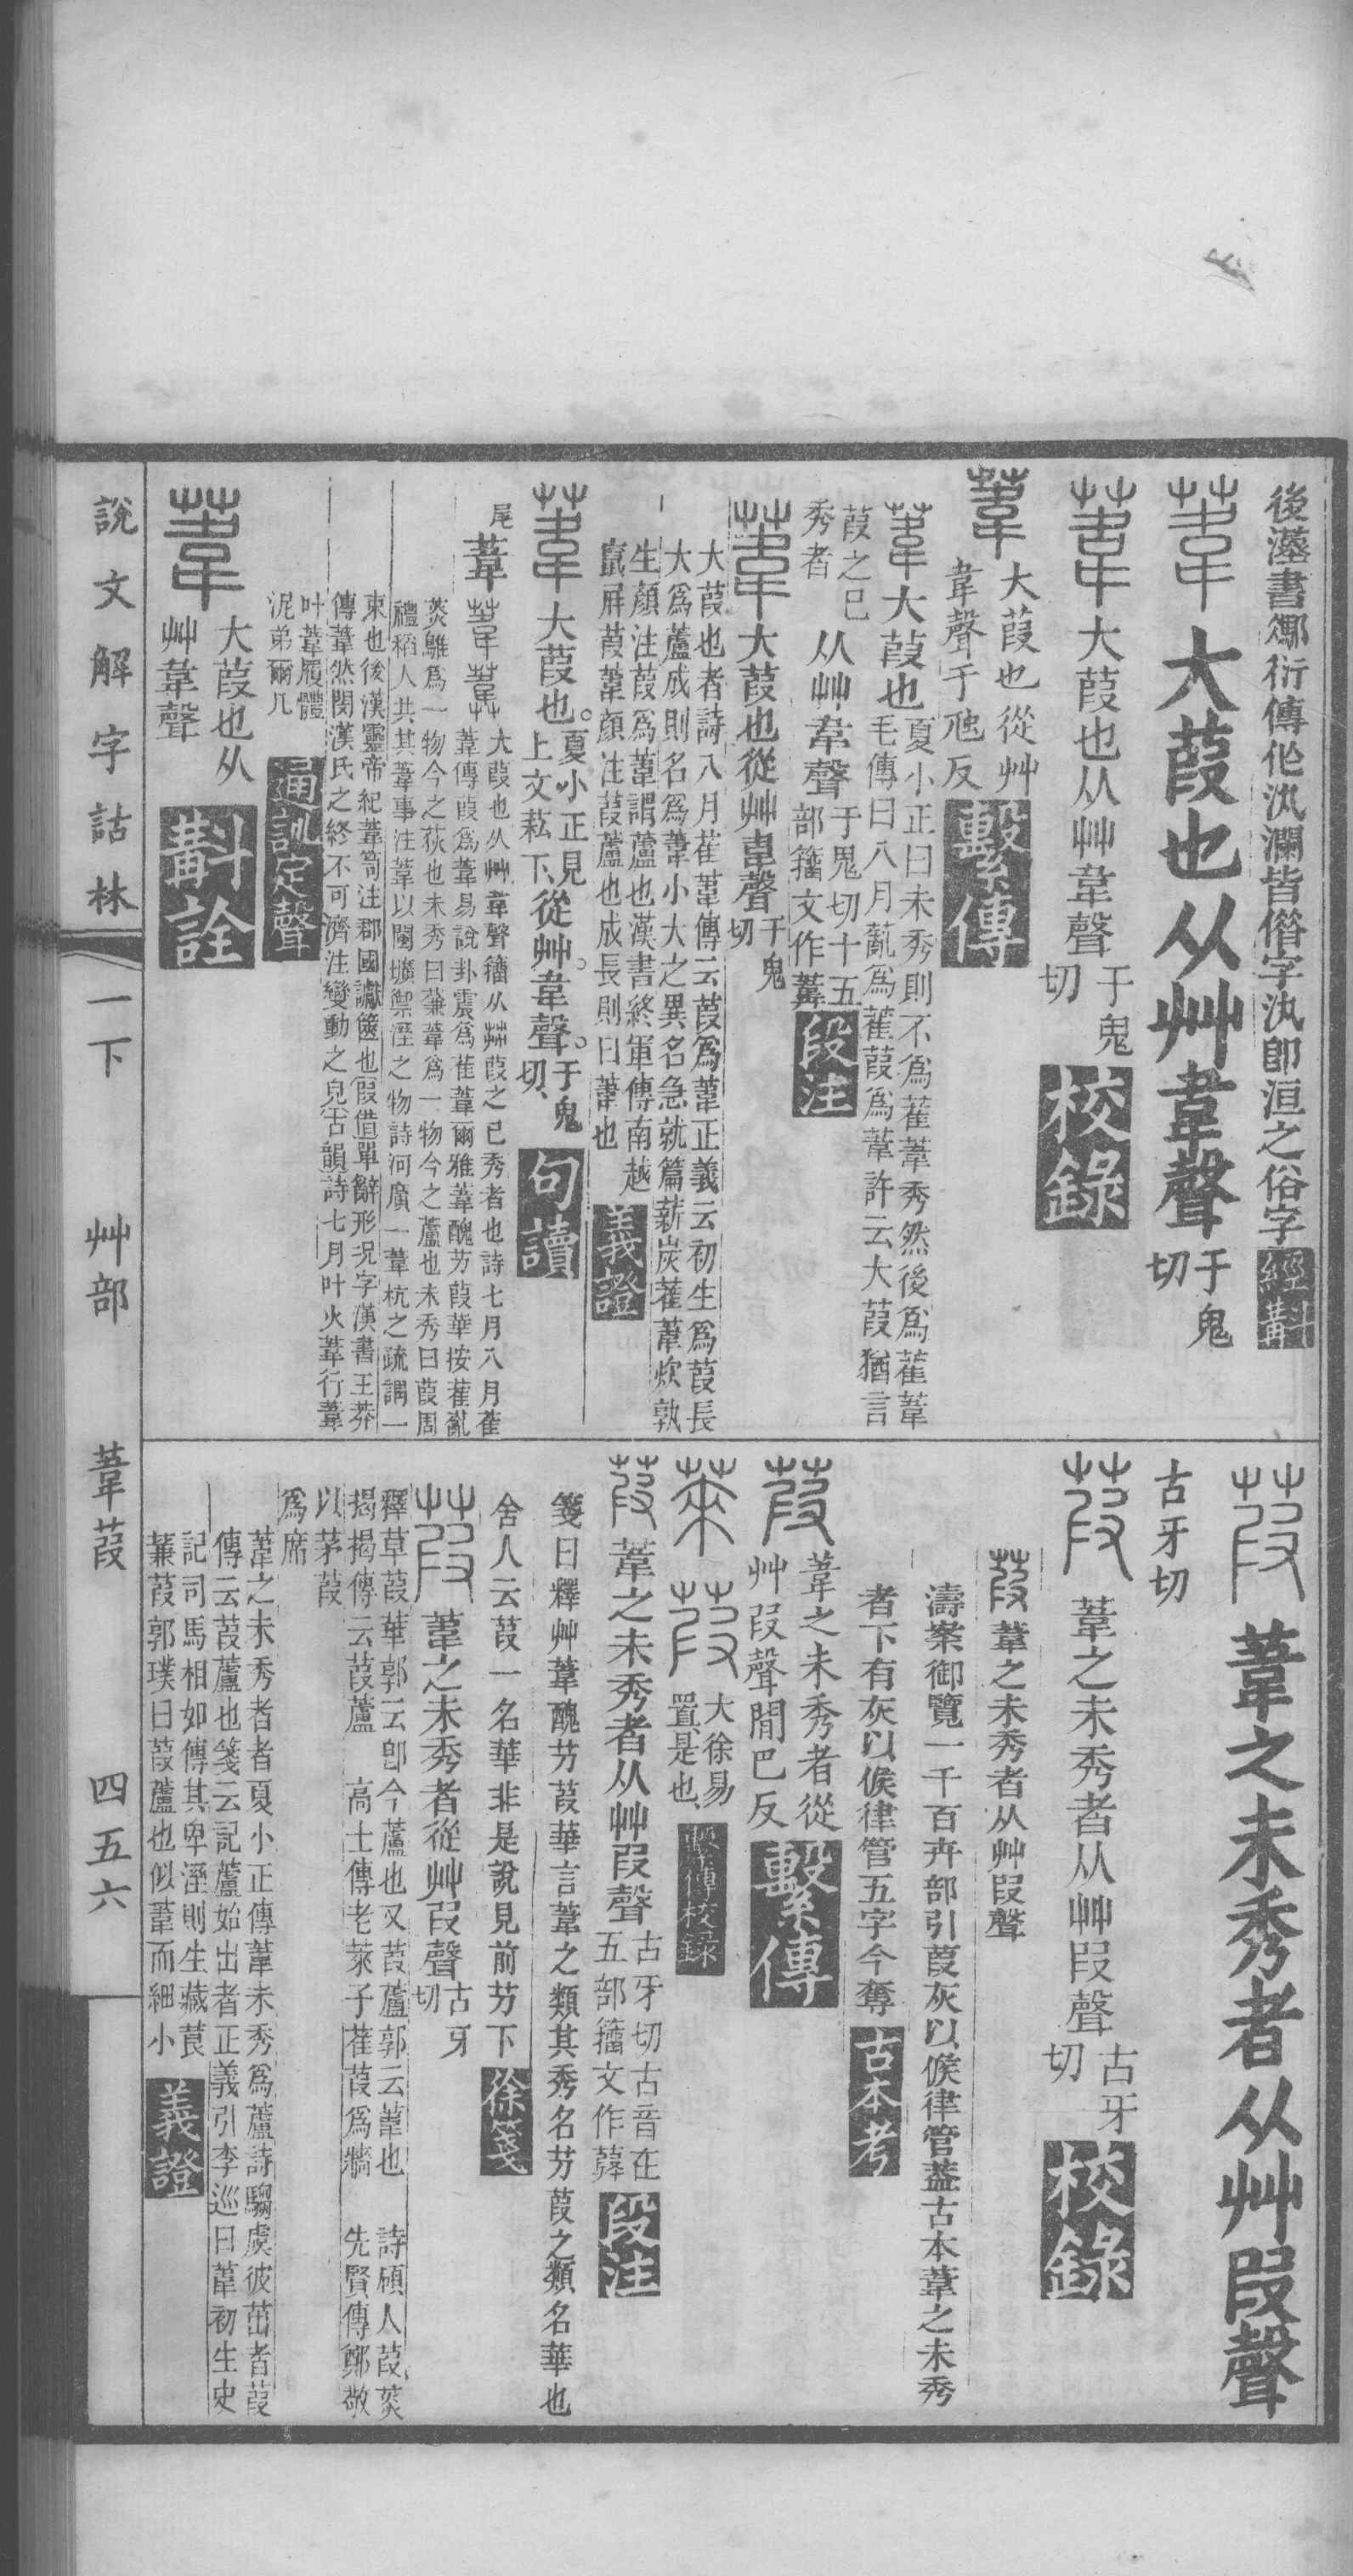 後漢書鄭衍傳作汍瀾皆俗字汍即洹之俗字 經斠
葦 大葭也从艸韋聲 于鬼切
葦 大葭也从艸韋聲 于鬼切 校錄
葦 大葭也從艸
韋聲于虺反 繫傳
葦 大葭也 夏小正曰未秀則不爲萑葦秀然後爲萑葦
毛傳曰八月薍爲萑葭爲葦許云大葭猶言
葭之已
秀者 从艸韋聲 于鬼切十五
部籒文作 段注
葦 大葭也從艸韋聲 于鬼切
大葭也者詩八月萑葦傳云葭爲葦正義云初生爲葭長
大爲蘆成則名爲葦小大之異名急就篇薪炭萑葦炊孰
生顏注葭爲葦謂蘆也漢書終軍傳南越
竄屏葭葦顏注葭蘆也成長則曰葦也 義證
葦 大葭也 夏小正見
上文菼下 從艸韋聲 于鬼
切 句讀
尾 葦 大葭也从艸韋聲籒从茻葭之已秀者也詩七月八月萑
葦傳葭爲葦易說卦震爲萑葦爾雅葦醜芀葭華按萑薍
菼鵻爲一物今之荻也未秀曰蒹葦爲一物今之蘆也未秀曰葭周
禮稻人共其葦事注葦以闉壙禦溼之物詩河廣一葦杭之疏謂一
束也後漢靈帝紀葦笥注郡國讞篋也 叚借單辭形況字漢書王莽
傳葦然閔漢氏之終不可濟注變動之皃 古韻詩七月叶火葦行葦
叶葦履體
泥弟爾几 通訓定聲
葦 大葭也从
艸韋聲 斠詮
葭 葦之未秀者从艸叚聲
古牙切
葭 葦之未秀者从艸叚聲 古牙
切 校錄
葭 葦之未秀者从艸叚聲
濤案御覽一千百卉部引葭灰以候律管葢古本葦之未秀
者下有灰以候律管五字今奪 古本考
葭 葦之未秀者從
艸叚聲閒巴反 繫傳
萊 葭 大徐易
置是也 繫傳校錄
葭 葦之未秀者从艸叚聲 古牙切古音在
五部籒文作 段注
箋曰釋艸葦醜芀葭華言葦之類其秀名芀葭之類名華也
舍人云葭一名華非是說見前芀下 徐箋
葭 葦之未秀者從艸叚聲 古牙
切
釋草葭華郭云卽今蘆也又葭蘆郭云葦也 詩碩人葭菼
揭揭傳云葭蘆 高士傳老萊子萑葭爲牆 先賢傳鄭敬
以茅葭
爲席
葦之未秀者者夏小正傳葦未秀爲蘆詩騶虞彼茁者葭
傳云葭蘆也箋云記蘆始出者正義引李巡曰葦初生史
記司馬相如傳其卑溼則生藏莨
蒹葭郭璞曰葭蘆也似葦而細小 義證
說文解字詁林 一下 艸部 葦葭 四五六